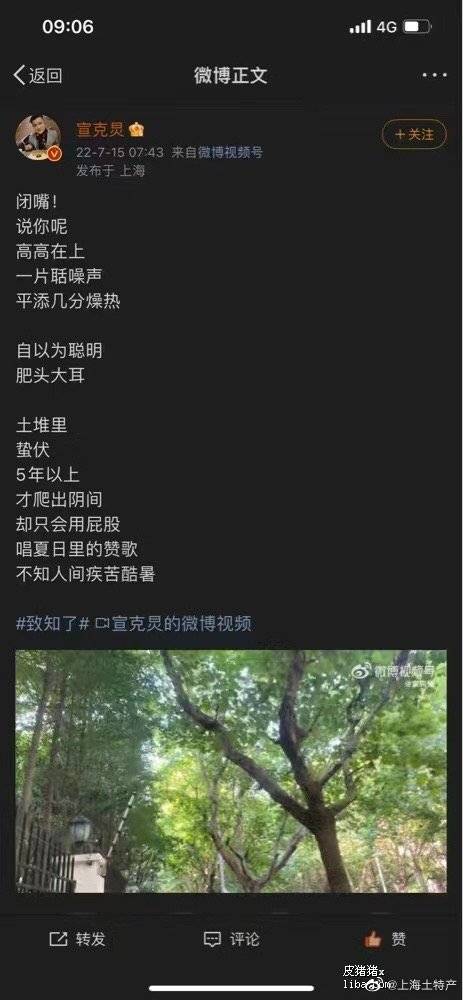 09:06
4G
返回
微博正文
宣克炅
+关注
22-7-15 07:43 来自微博视频号
发布于 上海
闭嘴！
说你呢
高高在上
一片聒噪声
平添几分燥热
自以为聪明
肥头大耳
土堆里
蛰伏
5年以上
才爬出阴间
却只会用屁股
唱夏日里的赞歌
不知人间疾苦酷暑
#致知了# 宣克炅的微博视频
微博视频号
转发
评论
赞
皮猪猪x
liba.com
@上海土特产